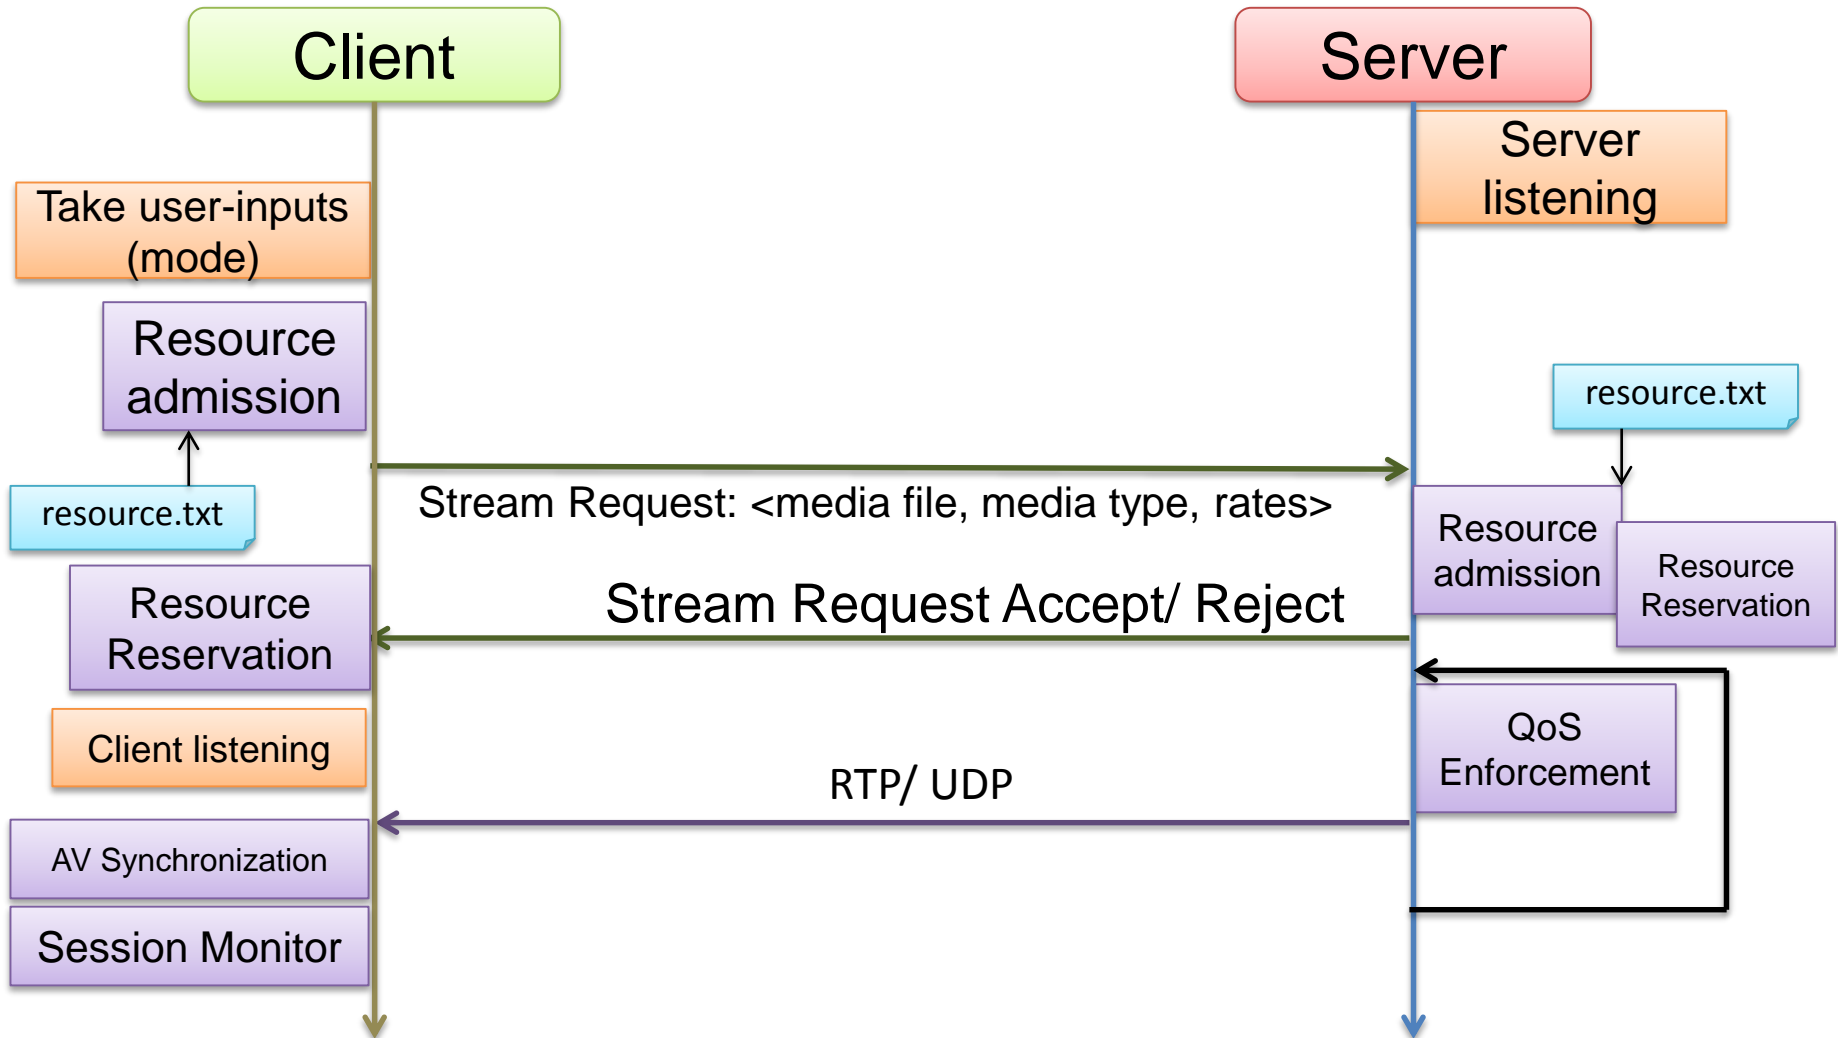 Client
Server
Server
listening
Take user-inputs
(mode)
Resource
admission
resource.txt
resource.txt
Stream Request: <media file, media type, rates>
Resource
admission
Resource
Reservation
Resource
Reservation
Stream Request Accept/ Reject
Client listening
QoS
Enforcement
RTP/ UDP
AV Synchronization
Session Monitor